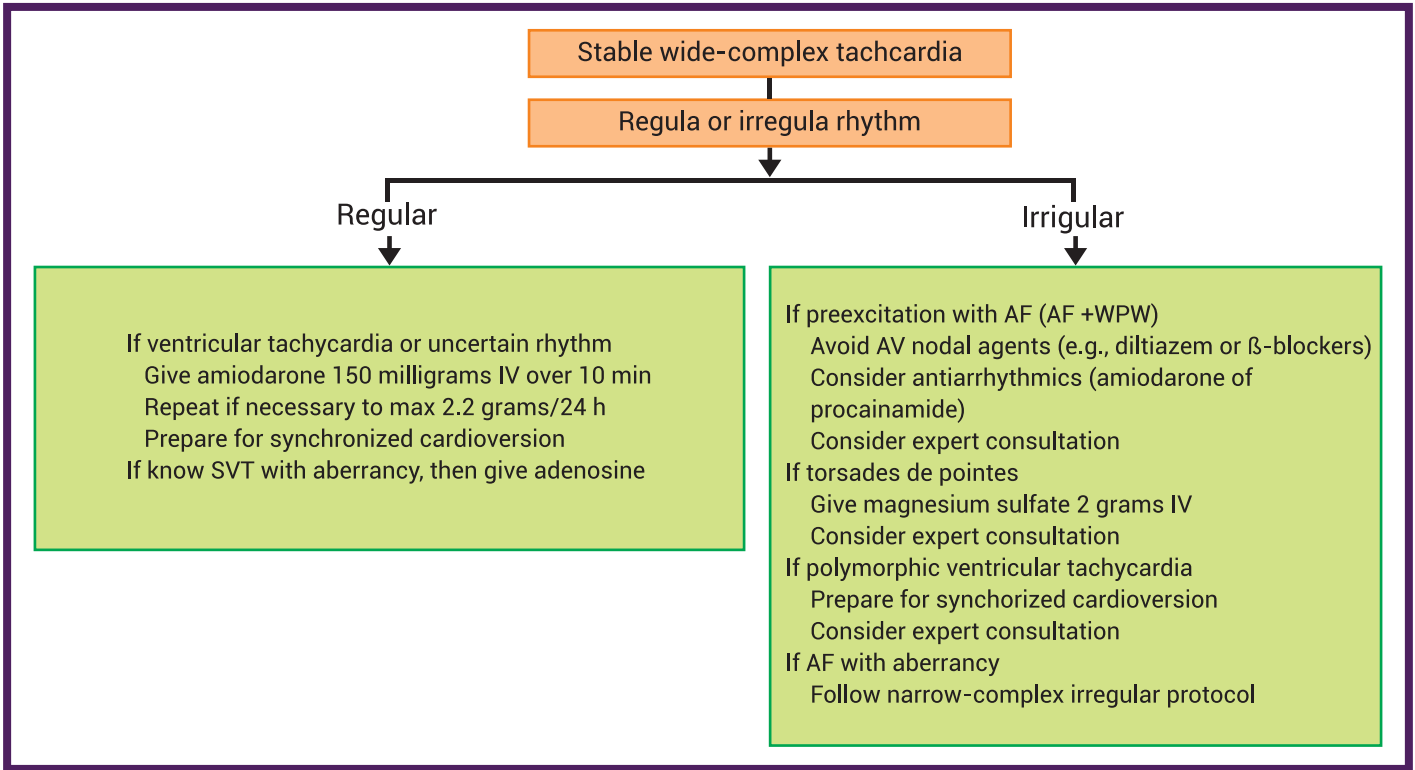 Stable wide-complex tachcardia
Regula or irregula rhythm
Regular
Irrigular
If ventricular tachycardia or uncertain rhythm
Give amiodarone 150 milligrams IV over 10 min
Repeat if necessary to max 2.2 grams/24 h
Prepare for synchronized cardioversion
If know SVT with aberrancy, then give adenosine
If preexcitation with AF (AF +WPW)
Avoid AV nodal agents (e.g., diltiazem or ß-blockers)
Consider antiarrhythmics (amiodarone of
procainamide)
Consider expert consultation
If torsades de pointes
Give magnesium sulfate 2 grams IV
Consider expert consultation
If polymorphic ventricular tachycardia
Prepare for synchorized cardioversion
Consider expert consultation
If AF with aberrancy
Follow narrow-complex irregular protocol